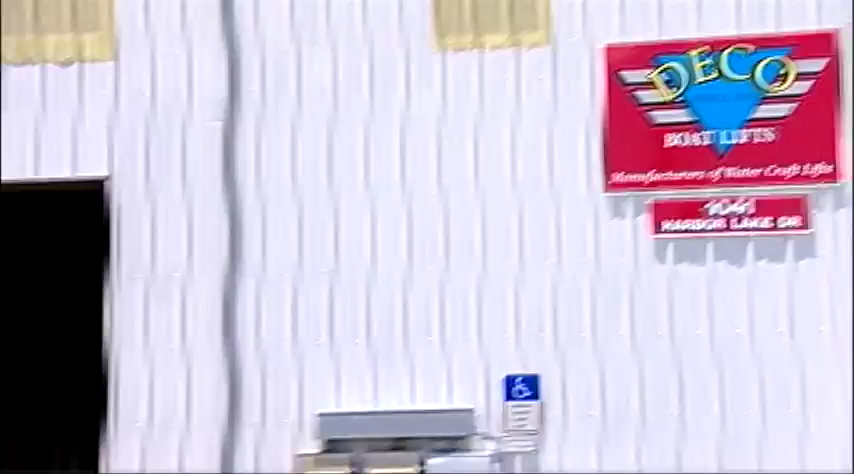 DECO
BOAT LIFTS
Manufacturers of Water Craft Lifts
1041
HARBOR LAKE DR